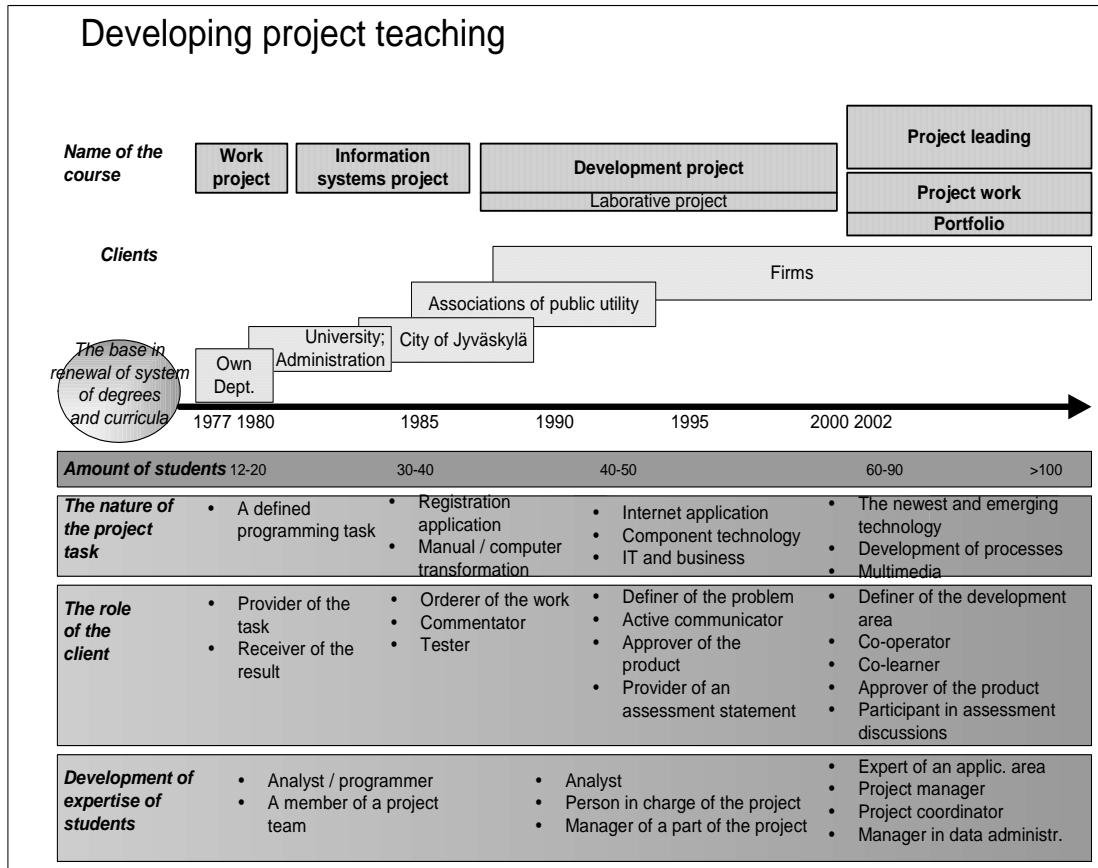 Developing project teaching
Name of the
course
Work
project
Information
systems project
Development project
Laborative project
Project leading
Project work
Portfolio
Clients
Firms
Associations of public utility
City of Jyväskylä
University;
Administration
Own
Dept.
The base in
renewal of system
of degrees
and curricula
1977 1980 1985 1990 1995 2000 2002
Amount of students 12-20 30-40 40-50 60-90 >100
The nature of
the project
task
• A defined
programming task
• Registration
application
• Manual / computer
transformation
• Internet application
• Component technology
• IT and business
• The newest and emerging
technology
• Development of processes
• Multimedia
The role
of the
client
• Provider of the
task
• Receiver of the
result
• Orderer of the work
• Commentator
• Tester
• Definer of the problem
• Active communicator
• Approver of the
product
• Provider of an
assessment statement
• Definer of the development
area
• Co-operator
• Co-learner
• Approver of the product
• Participant in assessment
discussions
Development of
expertise of
students
• Analyst / programmer
• A member of a project
team
• Analyst
• Person in charge of the project
• Manager of a part of the project
• Expert of an applic. area
• Project manager
• Project coordinator
• Manager in data administr.